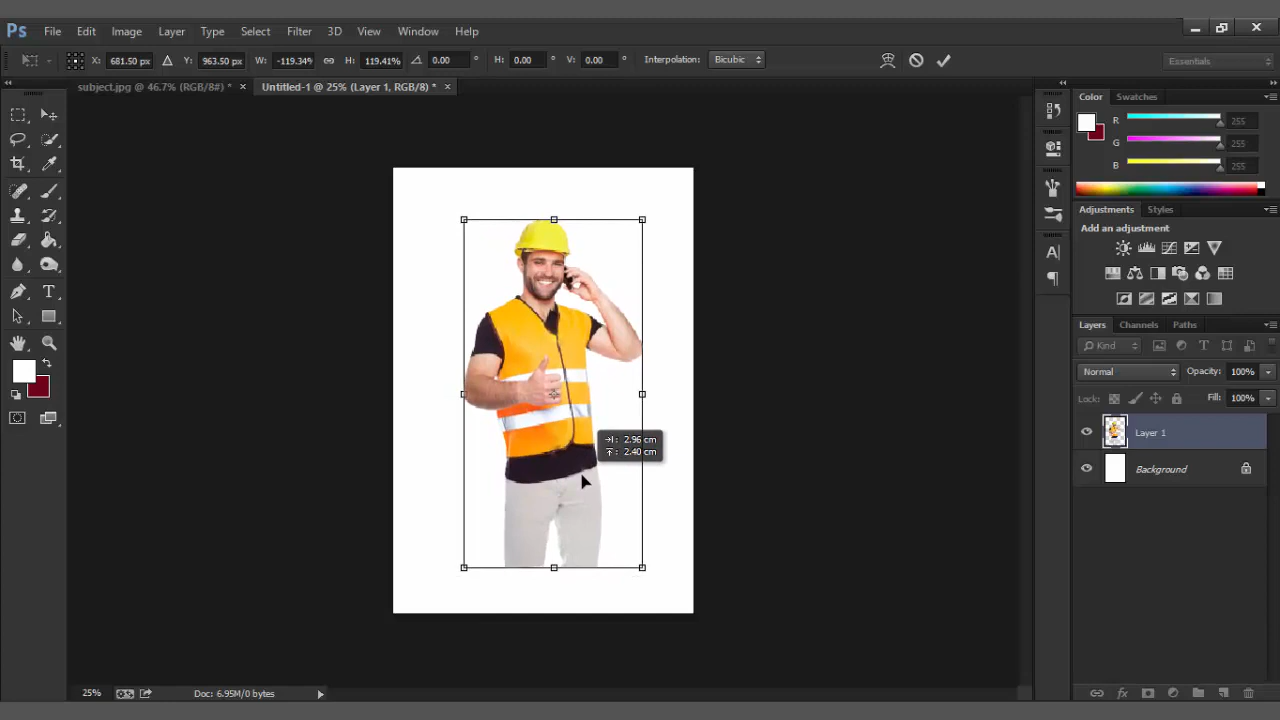 Ps File Edit Image Layer Type Select Filter 3D View Window Help
X: 681.50 px Y: 963.50 px W: -119.34% H: 119.41% 0.00 ° H: 0.00 ° V: 0.00 ° Interpolation: Bicubic Essentials
subject.jpg @ 46.7% (RGB/8#) * × Untitled-1 @ 25% (Layer 1, RGB/8) * ×
Color Swatches
R 255
G 255
B 255
Adjustments Styles
Add an adjustment
Layers Channels Paths
Kind
Normal Opacity: 100%
Lock: Fill: 100%
Layer 1
Background
: 2.96 cm
: 2.40 cm
25% Doc: 6.95M/0 bytes